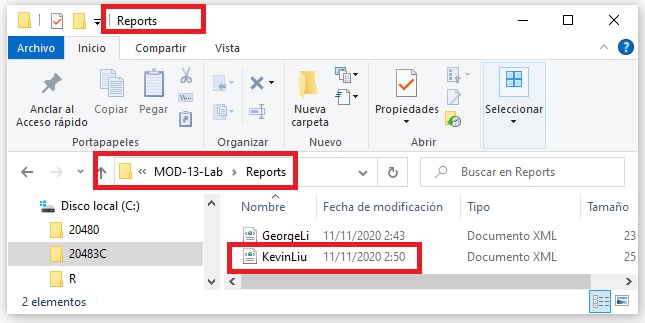 Reports
Archivo Inicio Compartir Vista
Anclar al Acceso rápido
Copiar
Pegar
Nueva carpeta
Propiedades
Seleccionar
Portapapeles Organizar Nuevo Abrir
MOD-13-Lab Reports
Buscar en Reports
Disco local (C:)
20480
20483C
R
Nombre Fecha de modificación Tipo Tamaño
GeorgeLi 11/11/2020 2:43 Documento XML 23
KevinLiu 11/11/2020 2:50 Documento XML 25
2 elementos